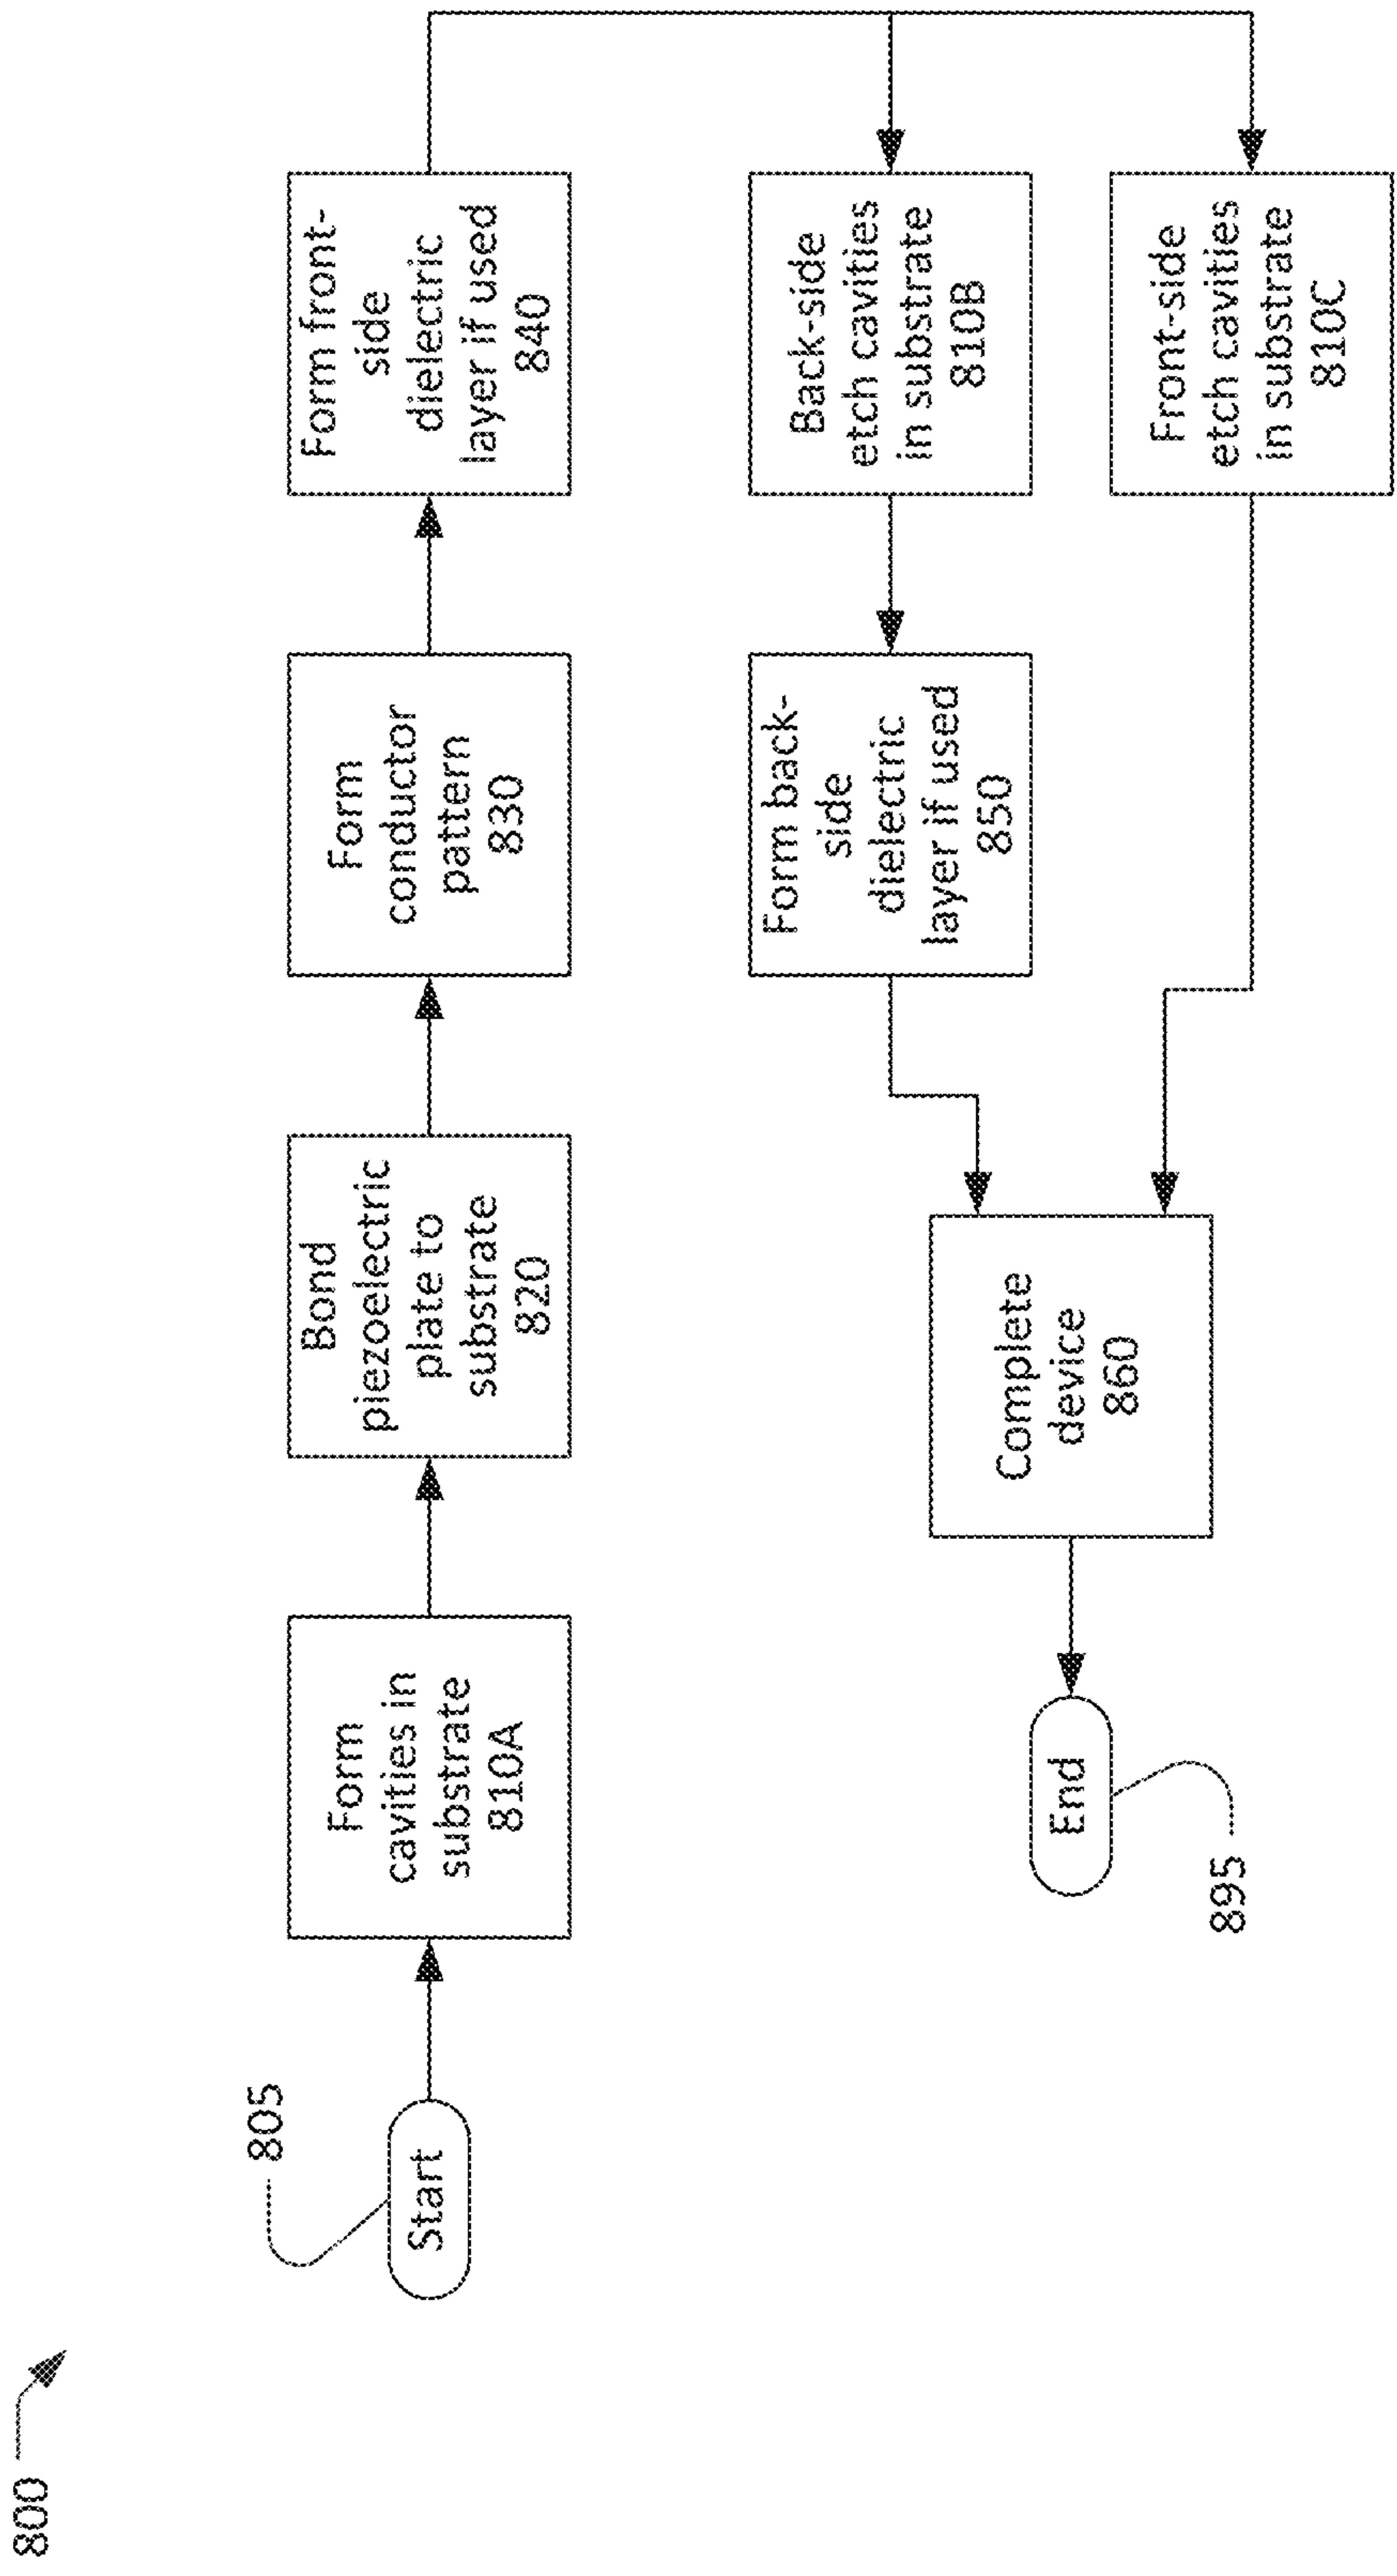 800
805
Start
Form
cavities in
substrate
810A
Bond
piezoelectric
plate to
substrate
820
Form
conductor
pattern
830
Form front-
side
dielectric
layer if used
840
Back-side
etch cavities
in substrate
810B
Form back-
side
dielectric
layer if used
850
Front-side
etch cavities
in substrate
810C
Complete
device
860
End
895